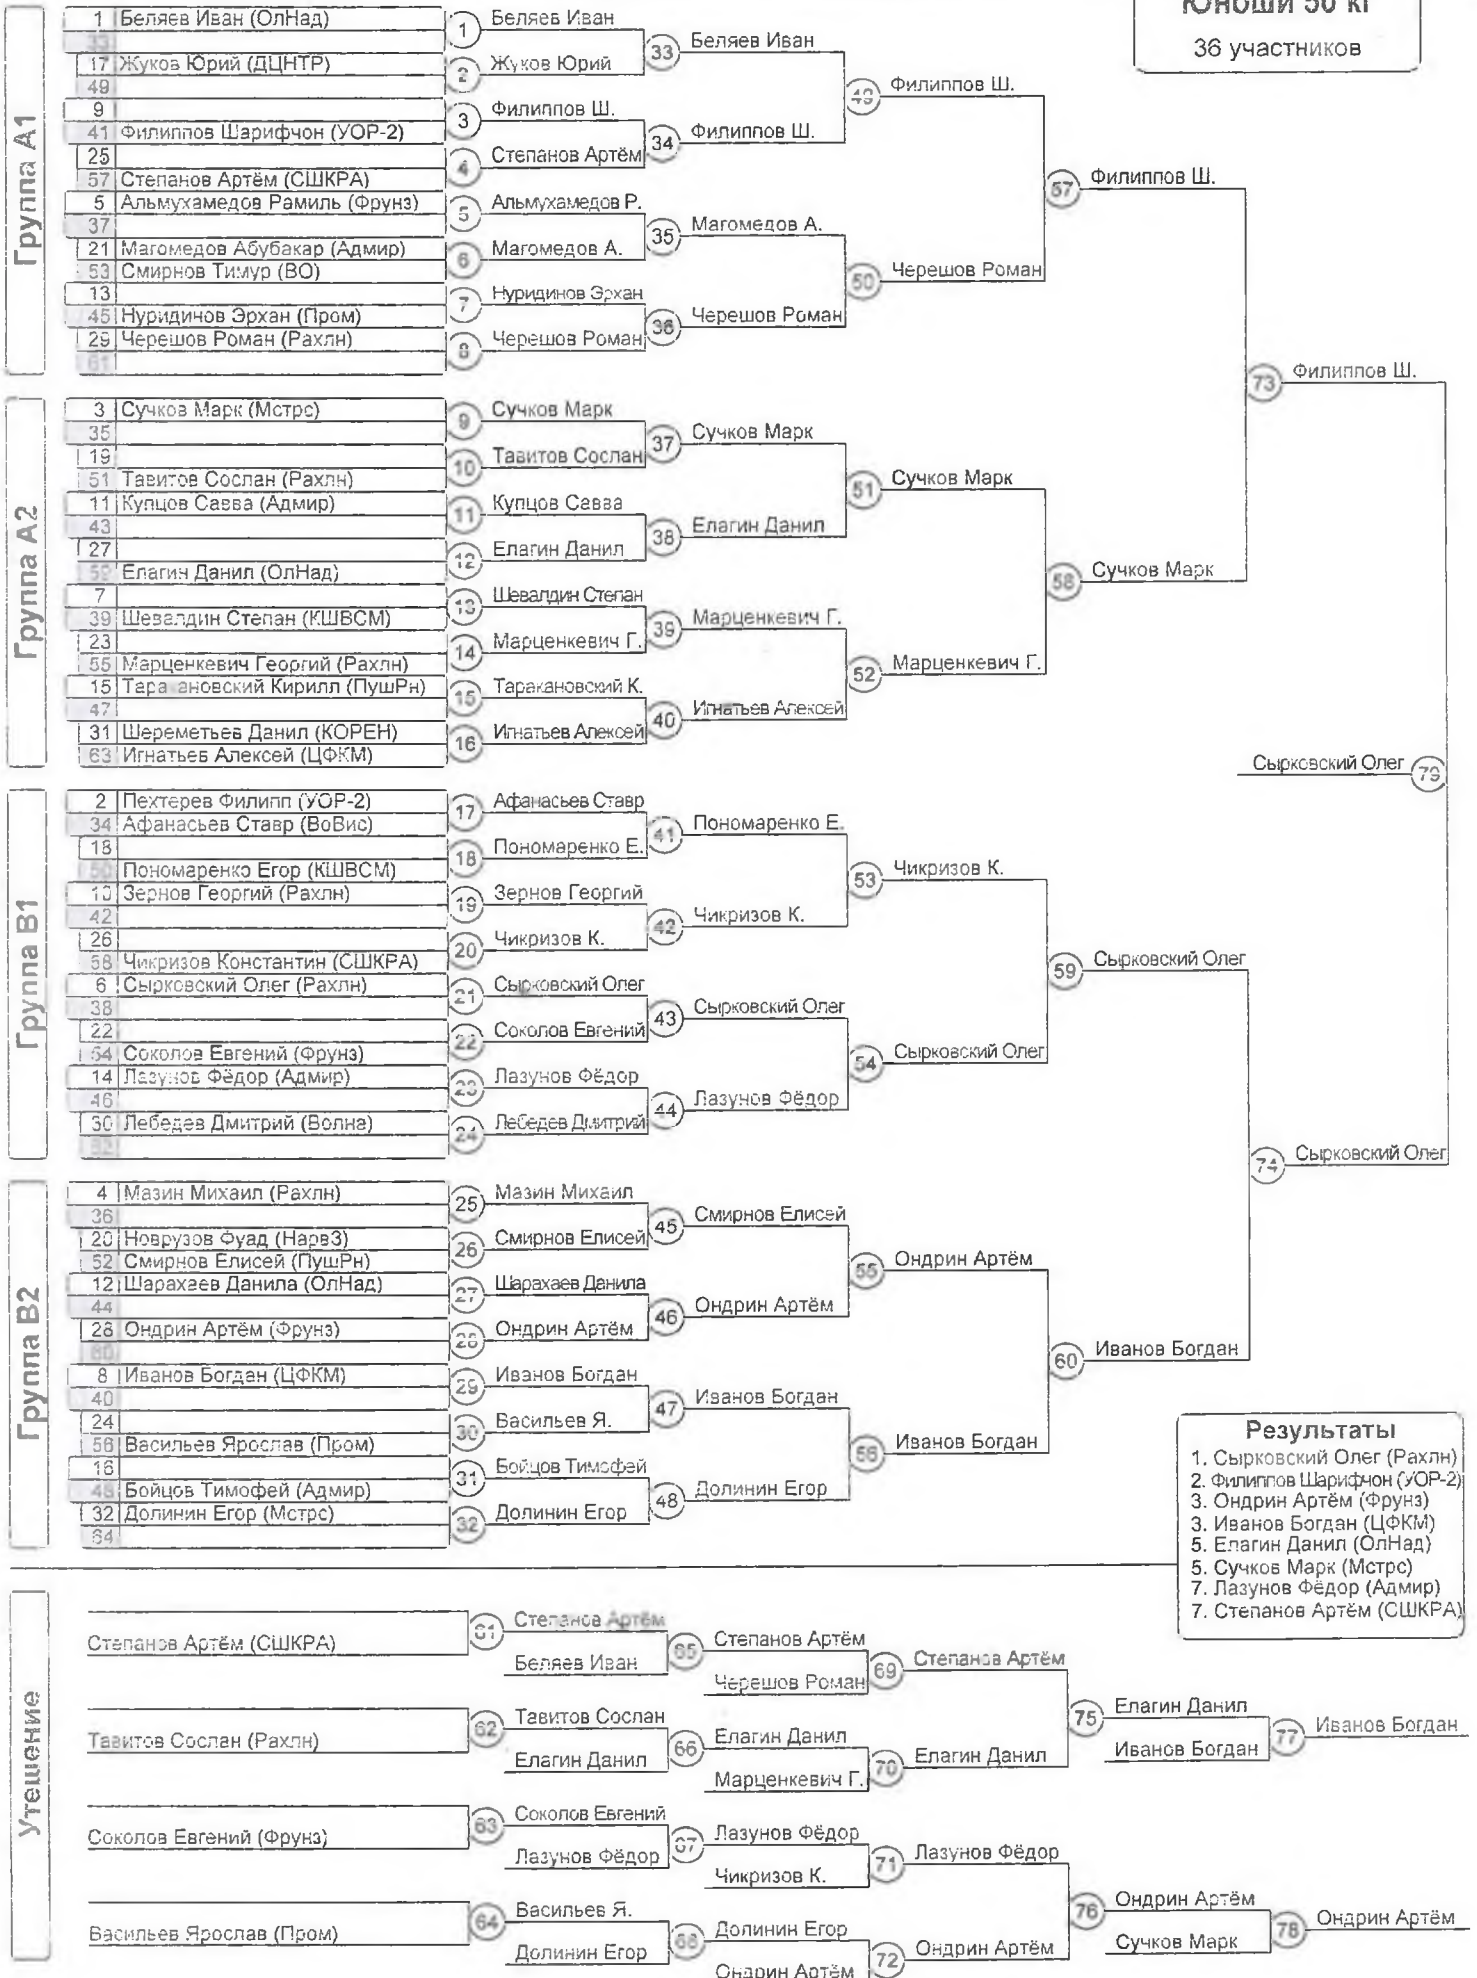 Юноши 50 кг
36 участников
Группа А1
1 Беляев Иван (ОлНад)
33
17 Жуков Юрий (ДЦНТР)
49
9
41 Филиппов Шарифчон (УОР-2)
25
57 Степанов Артём (СШКРА)
5 Альмухамедов Рамиль (Фрунз)
37
21 Магомедов Абубакар (Адмир)
53 Смирнов Тимур (ВО)
13
45 Нуридинов Эрхан (Пром)
29 Черешов Роман (Рахлн)
61
1 Беляев Иван
2 Жуков Юрий
3 Филиппов Ш.
4 Степанов Артём
5 Альмухамедов Р.
6 Магомедов А.
7 Нуридинов Эрхан
8 Черешов Роман
33 Беляев Иван
34 Филиппов Ш.
35 Магомедов А.
36 Черешов Роман
49 Филиппов Ш.
50 Черешов Роман
57 Филиппов Ш.
Группа А2
3 Сучков Марк (Мстрс)
35
19
51 Тавитов Сослан (Рахлн)
11 Купцов Савва (Адмир)
43
27
59 Елагин Данил (ОлНад)
7
39 Шевалдин Степан (КШВСМ)
23
55 Марценкевич Георгий (Рахлн)
15 Таракановский Кирилл (ПушРн)
47
31 Шереметьев Данил (КОРЕН)
63 Игнатьев Алексей (ЦФКМ)
9 Сучков Марк
10 Тавитов Сослан
11 Купцов Савва
12 Елагин Данил
13 Шевалдин Степан
14 Марценкевич Г.
15 Таракановский К.
16 Игнатьев Алексей
37 Сучков Марк
38 Елагин Данил
39 Марценкевич Г.
40 Игнатьев Алексей
51 Сучков Марк
52 Марценкевич Г.
58 Сучков Марк
73 Филиппов Ш.
Сырковский Олег 79
Группа В1
2 Пехтерев Филипп (УОР-2)
34 Афанасьев Ставр (ВоВис)
18
50 Пономаренко Егор (КШВСМ)
10 Зернов Георгий (Рахлн)
42
26
58 Чикризов Константин (СШКРА)
6 Сырковский Олег (Рахлн)
38
22
54 Соколов Евгений (Фрунз)
14 Лазунов Фёдор (Адмир)
46
30 Лебедев Дмитрий (Волна)
62
17 Афанасьев Ставр
18 Пономаренко Е.
19 Зернов Георгий
20 Чикризов К.
21 Сырковский Олег
22 Соколов Евгений
23 Лазунов Фёдор
24 Лебедев Дмитрий
41 Пономаренко Е.
42 Чикризов К.
43 Сырковский Олег
44 Лазунов Фёдор
53 Чикризов К.
54 Сырковский Олег
59 Сырковский Олег
Группа В2
4 Мазин Михаил (Рахлн)
36
20 Новрузов Фуад (НарвЗ)
52 Смирнов Елисей (ПушРн)
12 Шарахаев Данила (ОлНад)
44
28 Ондрин Артём (Фрунз)
60
8 Иванов Богдан (ЦФКМ)
40
24
56 Васильев Ярослав (Пром)
16
48 Бойцов Тимофей (Адмир)
32 Долинин Егор (Мстрс)
64
25 Мазин Михаил
26 Смирнов Елисей
27 Шарахаев Данила
28 Ондрин Артём
29 Иванов Богдан
30 Васильев Я.
31 Бойцов Тимофей
32 Долинин Егор
45 Смирнов Елисей
46 Ондрин Артём
47 Иванов Богдан
48 Долинин Егор
55 Ондрин Артём
56 Иванов Богдан
60 Иванов Богдан
74 Сырковский Олег
Результаты
1. Сырковский Олег (Рахлн)
2. Филиппов Шарифчон (УОР-2)
3. Ондрин Артём (Фрунз)
3. Иванов Богдан (ЦФКМ)
5. Елагин Данил (ОлНад)
5. Сучков Марк (Мстрс)
7. Лазунов Фёдор (Адмир)
7. Степанов Артём (СШКРА)
Утешение
Степанов Артём (СШКРА)
Тавитов Сослан (Рахлн)
Соколов Евгений (Фрунз)
Васильев Ярослав (Пром)
61 Степанов Артём
Беляев Иван
62 Тавитов Сослан
Елагин Данил
63 Соколов Евгений
Лазунов Фёдор
64 Васильев Я.
Долинин Егор
65 Степанов Артём
Черешов Роман
66 Елагин Данил
Марценкевич Г.
67 Лазунов Фёдор
Чикризов К.
68 Долинин Егор
Ондрин Артём
69 Степанов Артём
70 Елагин Данил
71 Лазунов Фёдор
72 Ондрин Артём
75 Елагин Данил
Иванов Богдан
76 Ондрин Артём
Сучков Марк
77 Иванов Богдан
78 Ондрин Артём